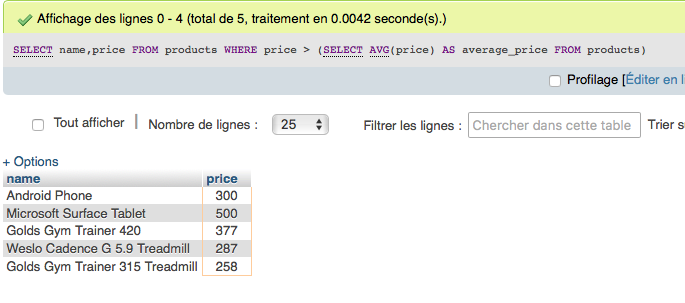 Affichage des lignes 0 - 4 (total de 5, traitement en 0.0042 seconde(s).)
SELECT name,price FROM products WHERE price > (SELECT AVG(price) AS average_price FROM products)
Profilage [Éditer en l
Tout afficher | Nombre de lignes : 25 Filtrer les lignes : Chercher dans cette table Trier su
+ Options
name price
Android Phone 300
Microsoft Surface Tablet 500
Golds Gym Trainer 420 377
Weslo Cadence G 5.9 Treadmill 287
Golds Gym Trainer 315 Treadmill 258